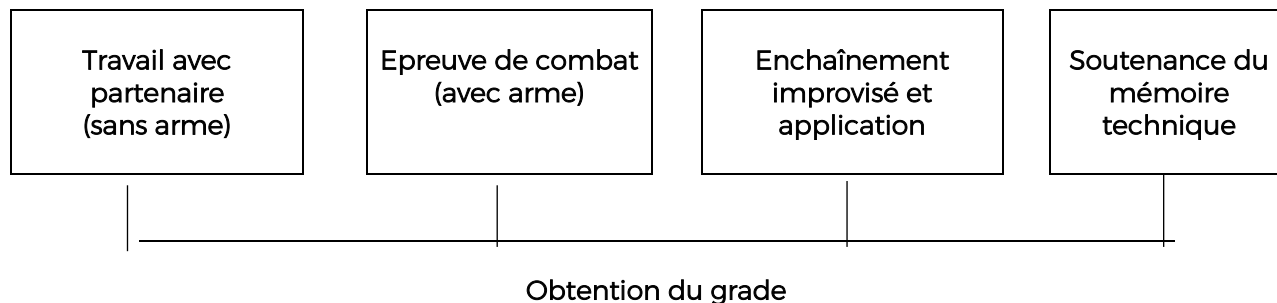 Travail avec
partenaire
(sans arme)
Epreuve de combat
(avec arme)
Enchaînement
improvisé et
application
Soutenance du
mémoire
technique
Obtention du grade